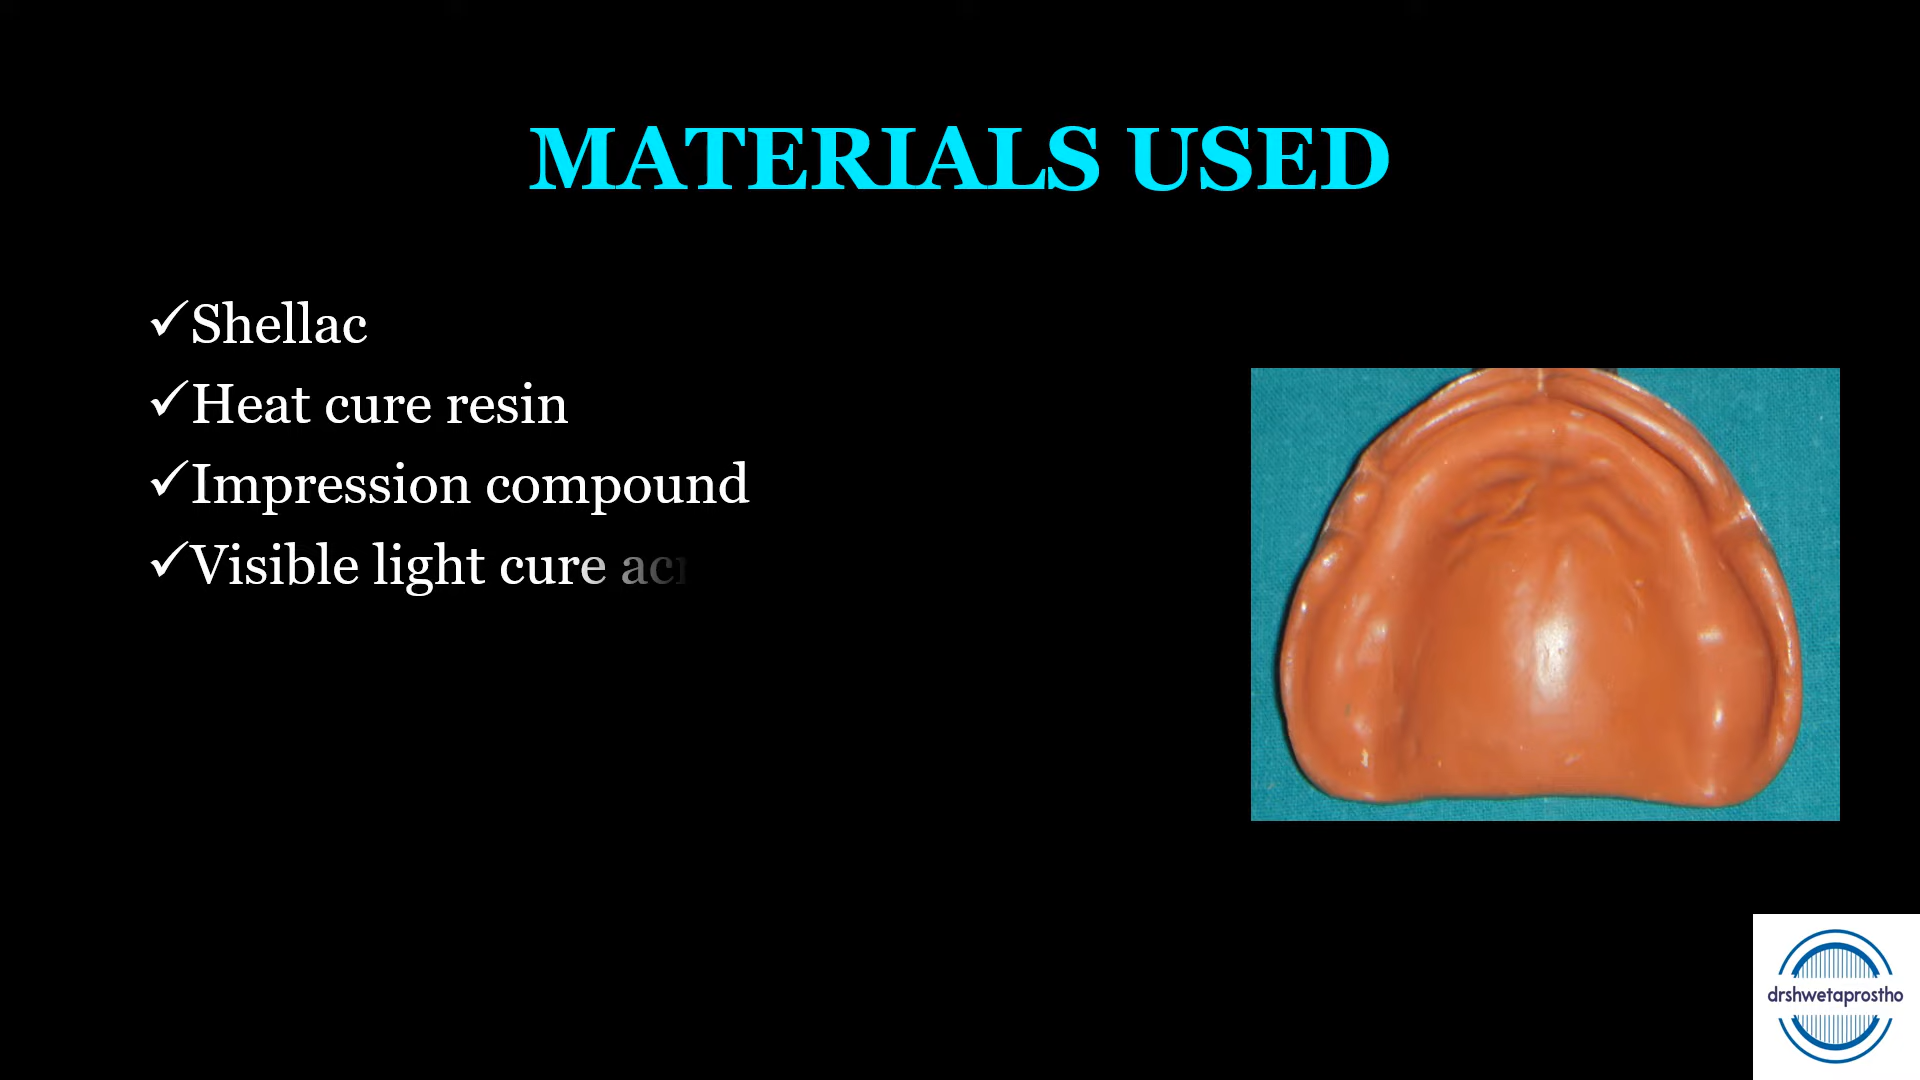 MATERIALS USED
✓Shellac
✓Heat cure resin
✓Impression compound
✓Visible light cure
drshwetaprostho